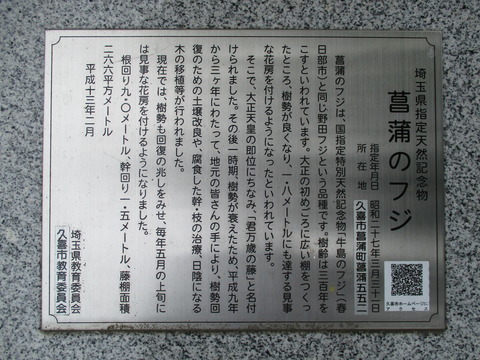 埼玉県指定天然記念物
菖蒲のフジ
指定年月日　昭和二十七年三月三十一日
所在地　久喜市菖蒲町菖蒲五五二
菖蒲のフジは、国指定特別天然記念物「牛島のフジ」（春
日部市）と同じ野田フジという品種です。樹齢は三百年を
こすといわれています。大正の初めごろに広い棚をつくっ
たところ、樹勢が良くなり、一・八メートルにも達する見事
な花房を付けるようになったといわれています。
そこで、大正天皇の即位にちなみ、「君万歳の藤」と名付
けられました。その後一時期、樹勢が衰えたため、平成九年
から三ヶ年にわたって、地元の皆さんの手により、樹勢回
復のための土壌改良や、腐食した幹・枝の治療、日陰になる
木の移植等が行われました。
現在では、樹勢も回復の兆しをみせ、毎年五月の上旬に
は見事な花房を付けるようになりました。
根回り九・〇メートル、幹回り一・五メートル、藤棚面積
二六六平方メートル
平成十三年二月
埼玉県教育委員会
久喜市教育委員会
久喜市ホームページに
アクセス